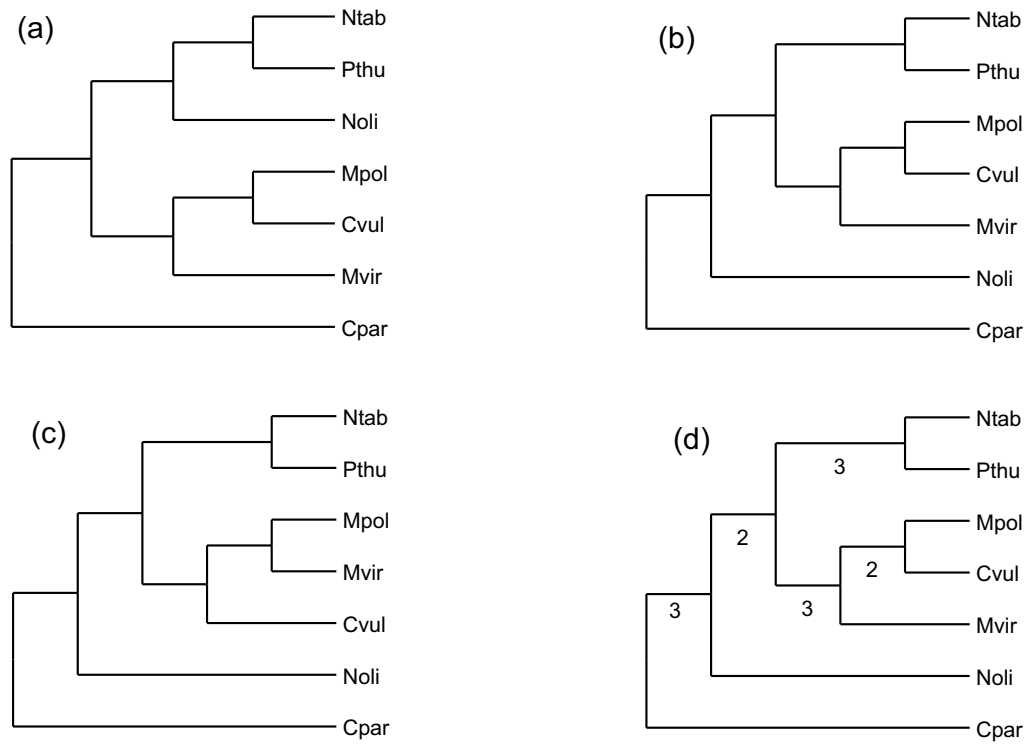 (a)
Ntab
Pthu
Noli
Mpol
Cvul
Mvir
Cpar
(b)
Ntab
Pthu
Mpol
Cvul
Mvir
Noli
Cpar
(c)
Ntab
Pthu
Mpol
Mvir
Cvul
Noli
Cpar
(d)
Ntab
3
Pthu
Mpol
2
2
Cvul
3
3
Mvir
Noli
Cpar